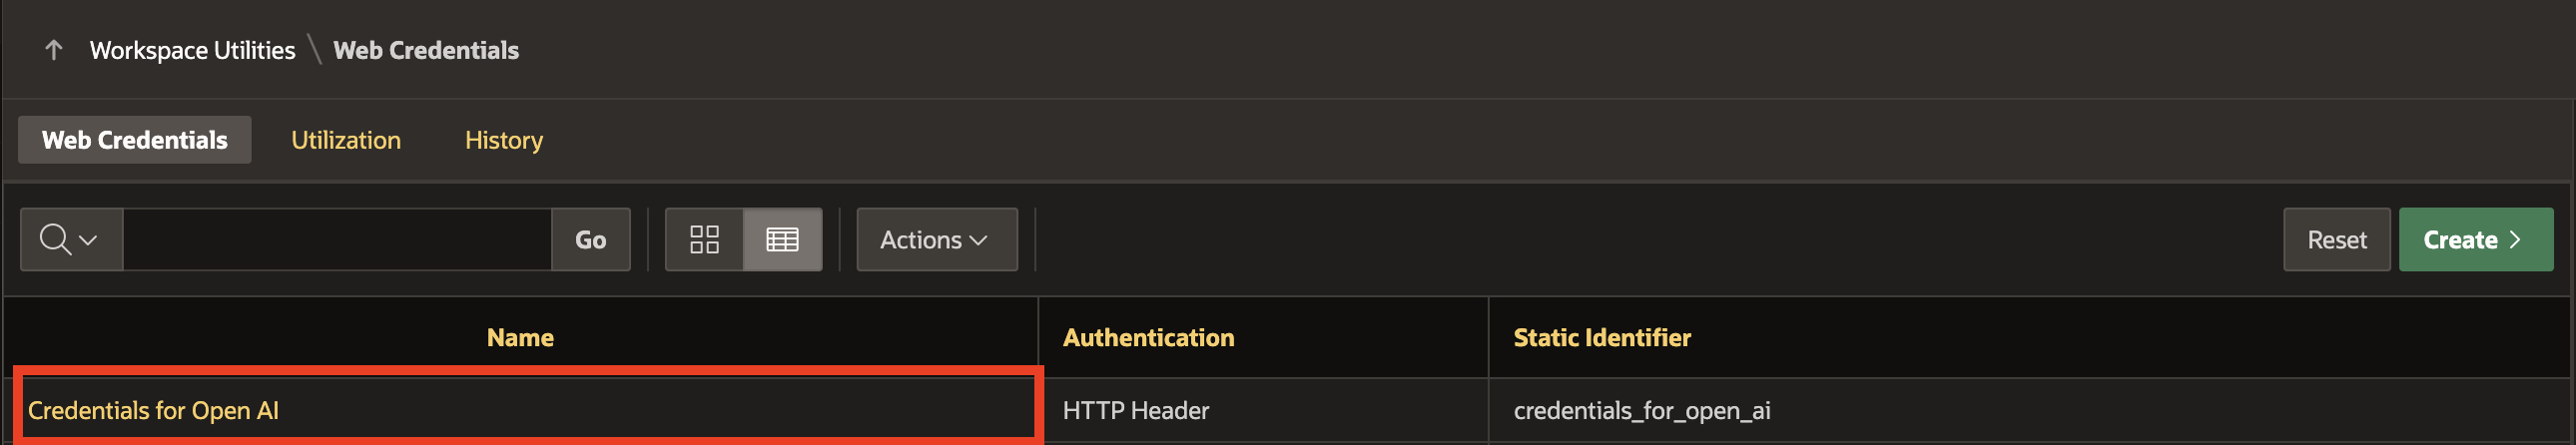 Workspace Utilities \ Web Credentials
Web Credentials Utilization History
Go Actions Reset Create
Name Authentication Static Identifier
Credentials for Open AI HTTP Header credentials_for_open_ai